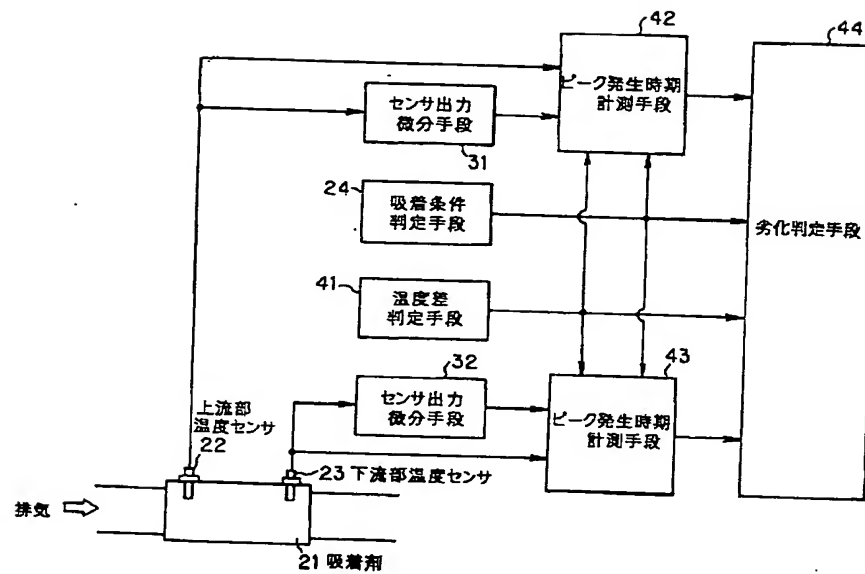 42
44
ピーク発生時期
計測手段
センサ出力
微分手段
31
24
吸着条件
判定手段
劣化判定手段
41
温度差
判定手段
32
43
センサ出力
微分手段
ピーク発生時期
計測手段
上流部
温度センサ
22
23 下流部温度センサ
排気
21 吸着剤